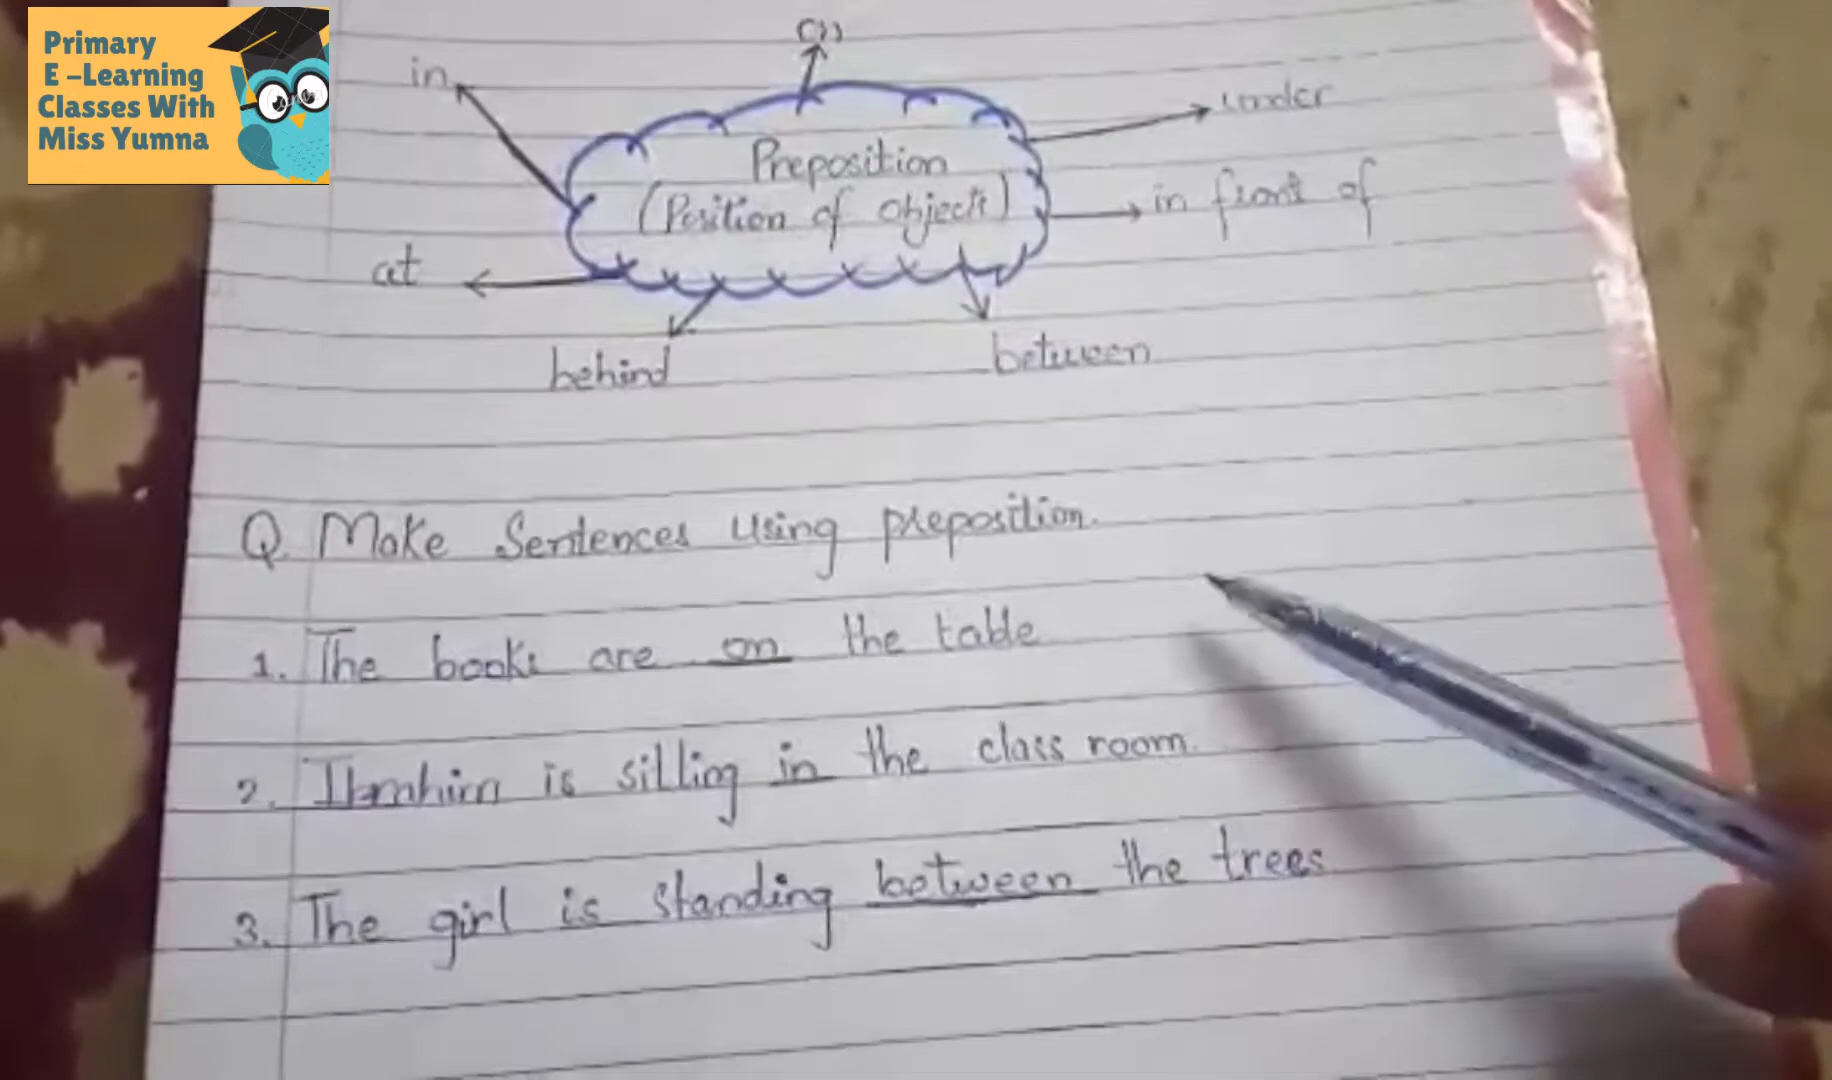 Primary
E -Learning
Classes With
Miss Yumna
on
in
under
Preposition
(Position of objects)
in front of
at
behind
between
Q. Make Sentences using preposition.
1. The books are on the table
2. Ibrahim is sitting in the class room.
3. The girl is standing between the trees.